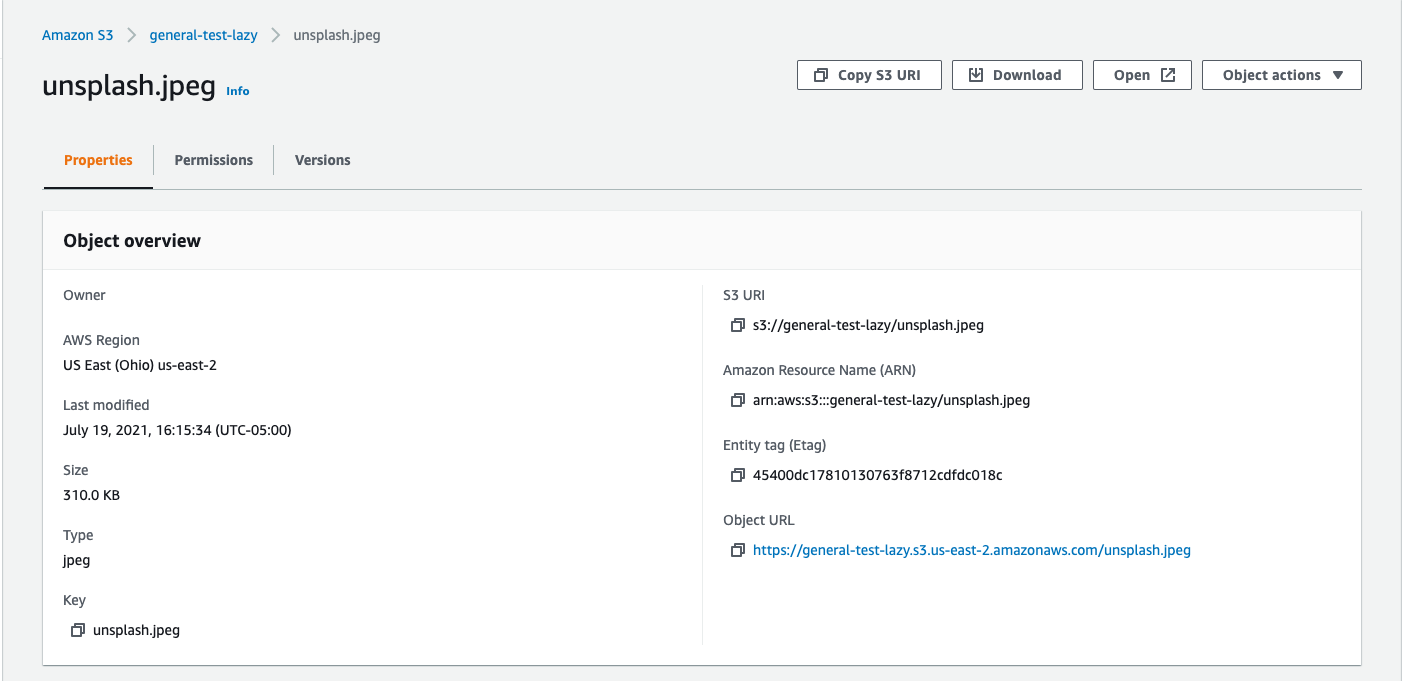 Amazon S3 > general-test-lazy > unsplash.jpeg
unsplash.jpeg Info
Copy S3 URI Download Open Object actions
Properties Permissions Versions
Object overview
Owner
AWS Region
US East (Ohio) us-east-2
Last modified
July 19, 2021, 16:15:34 (UTC-05:00)
Size
310.0 KB
Type
jpeg
Key
unsplash.jpeg
S3 URI
s3://general-test-lazy/unsplash.jpeg
Amazon Resource Name (ARN)
arn:aws:s3:::general-test-lazy/unsplash.jpeg
Entity tag (Etag)
45400dc17810130763f8712cdfdc018c
Object URL
https://general-test-lazy.s3.us-east-2.amazonaws.com/unsplash.jpeg